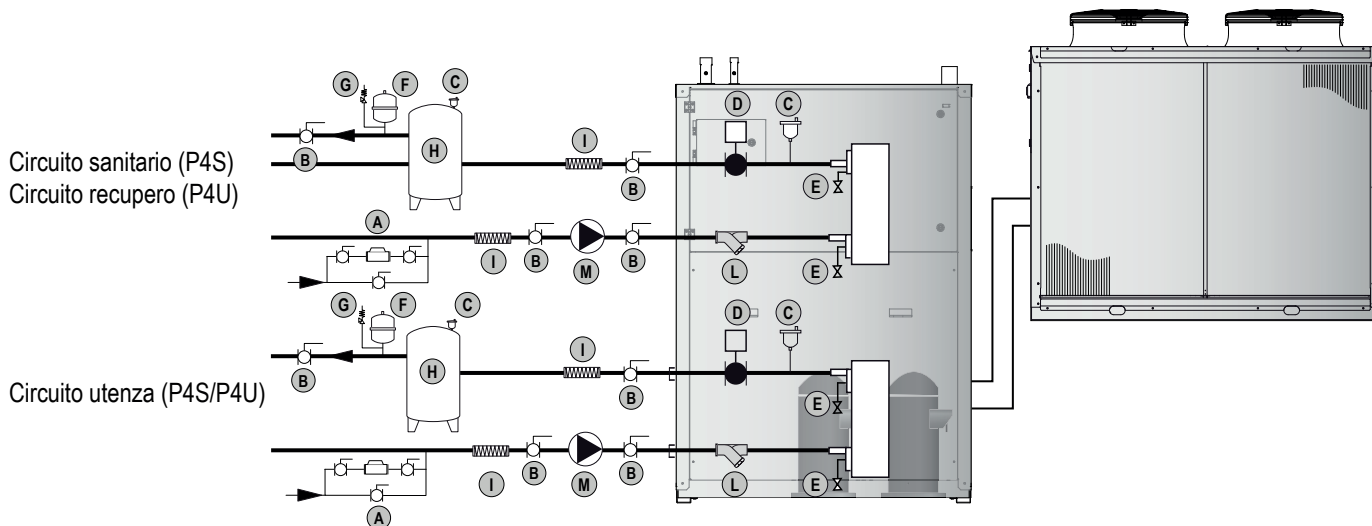 G F C
D C
I
B H B E
Circuito sanitario (P4S)
Circuito recupero (P4U)
A
I B M B L E
G F C
D C
I
B H B E
Circuito utenza (P4S/P4U)
I B M B L E
A